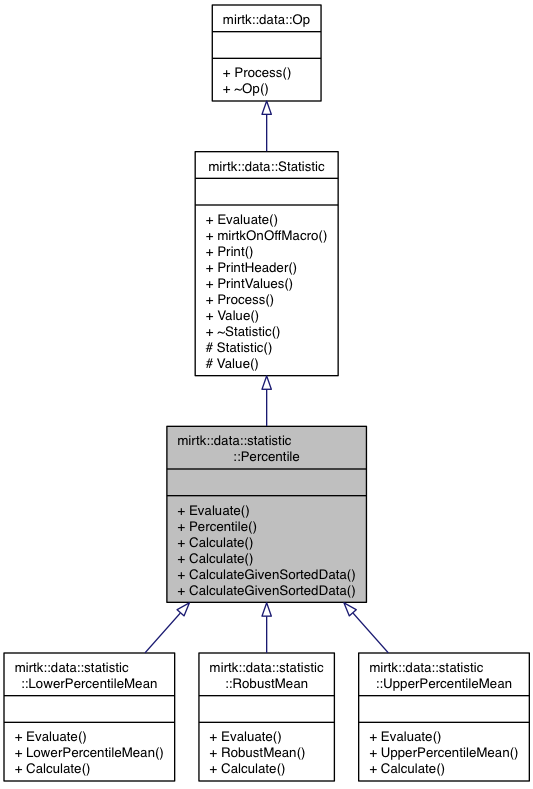 mirtk::data::Op
+ Process()
+ ~Op()
mirtk::data::Statistic
+ Evaluate()
+ mirtkOnOffMacro()
+ Print()
+ PrintHeader()
+ PrintValues()
+ Process()
+ Value()
+ ~Statistic()
# Statistic()
# Value()
mirtk::data::statistic
::Percentile
+ Evaluate()
+ Percentile()
+ Calculate()
+ Calculate()
+ CalculateGivenSortedData()
+ CalculateGivenSortedData()
mirtk::data::statistic
::LowerPercentileMean
+ Evaluate()
+ LowerPercentileMean()
+ Calculate()
mirtk::data::statistic
::RobustMean
+ Evaluate()
+ RobustMean()
+ Calculate()
mirtk::data::statistic
::UpperPercentileMean
+ Evaluate()
+ UpperPercentileMean()
+ Calculate()